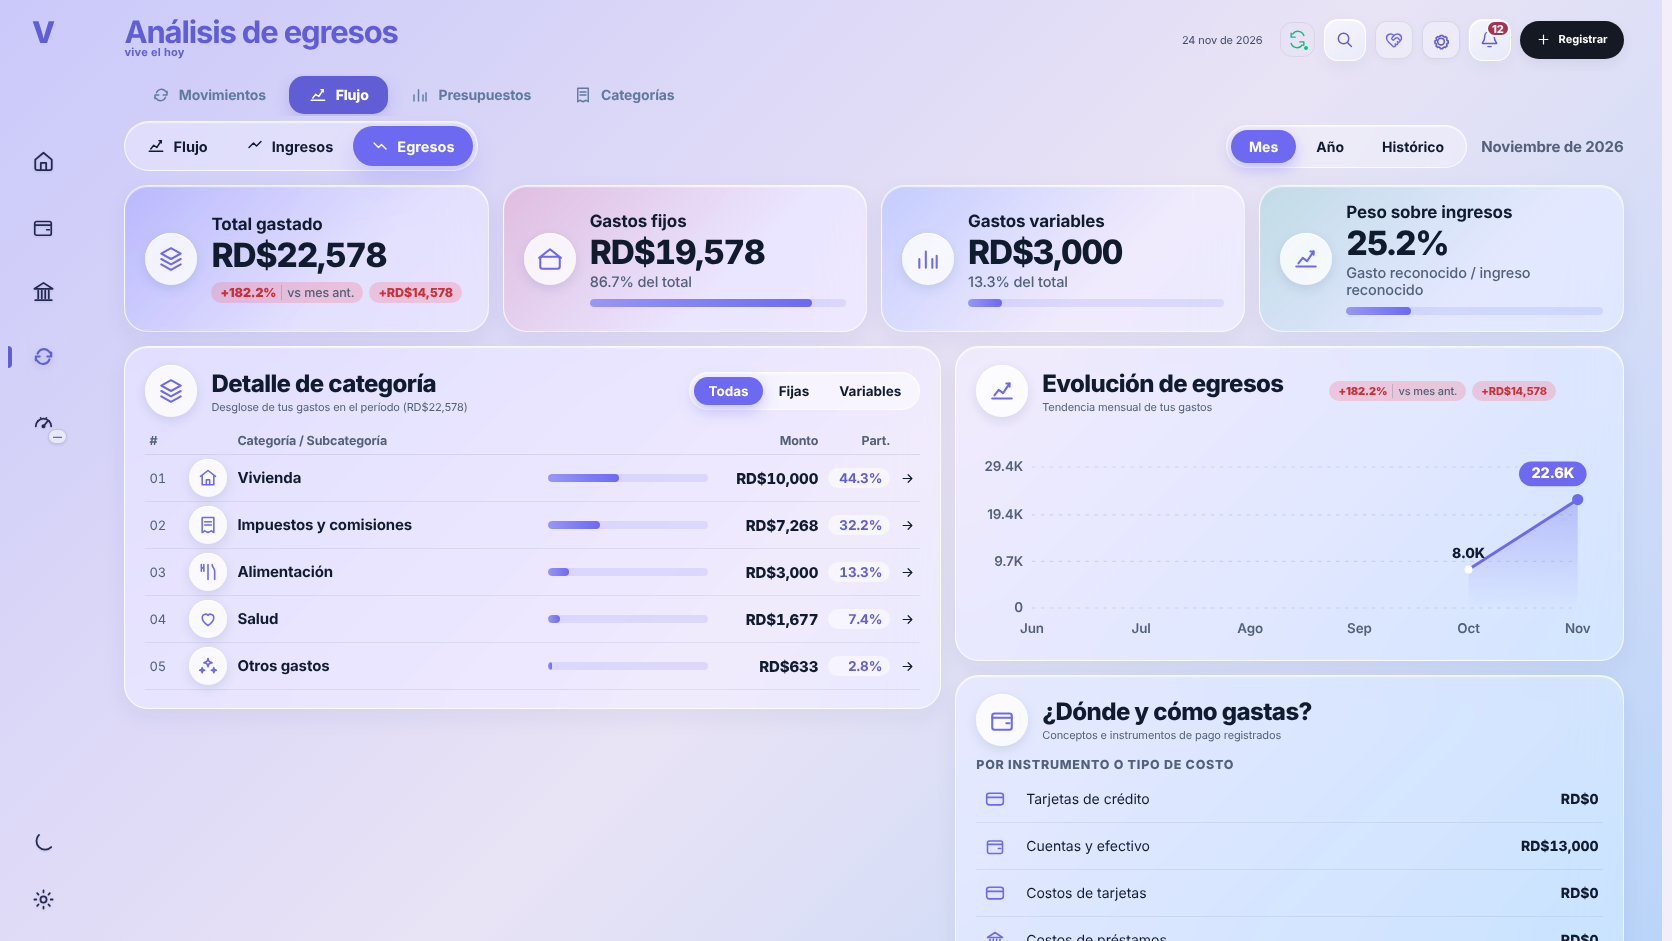 V
Análisis de egresos
vive el hoy
24 nov de 2026
12
Registrar
Movimientos
Flujo
Presupuestos
Categorías
Flujo
Ingresos
Egresos
Mes
Año
Histórico
Noviembre de 2026
Total gastado
RD$22,578
+182.2% vs mes ant. +RD$14,578
Gastos fijos
RD$19,578
86.7% del total
Gastos variables
RD$3,000
13.3% del total
Peso sobre ingresos
25.2%
Gasto reconocido / ingreso
reconocido
Detalle de categoría
Desglose de tus gastos en el período (RD$22,578)
Todas
Fijas
Variables
# Categoría / Subcategoría Monto Part.
01 Vivienda RD$10,000 44.3%
02 Impuestos y comisiones RD$7,268 32.2%
03 Alimentación RD$3,000 13.3%
04 Salud RD$1,677 7.4%
05 Otros gastos RD$633 2.8%
Evolución de egresos
Tendencia mensual de tus gastos
+182.2% vs mes ant. +RD$14,578
29.4K
22.6K
19.4K
9.7K
8.0K
0
Jun Jul Ago Sep Oct Nov
¿Dónde y cómo gastas?
Conceptos e instrumentos de pago registrados
POR INSTRUMENTO O TIPO DE COSTO
Tarjetas de crédito RD$0
Cuentas y efectivo RD$13,000
Costos de tarjetas RD$0
Costos de préstamos RD$0